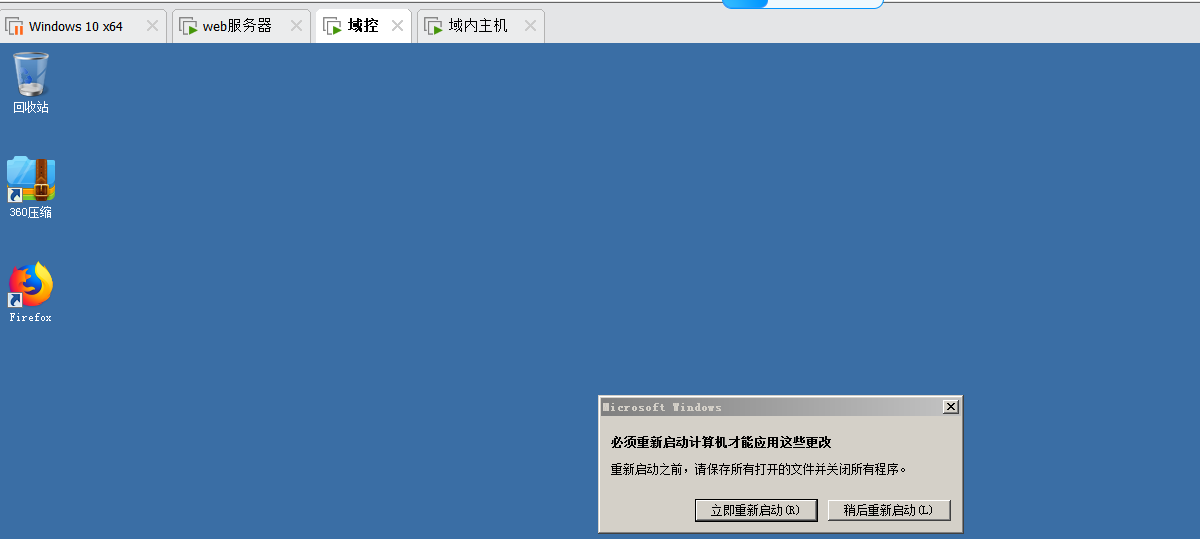 Windows 10 x64
web服务器
域控
域内主机
回收站
360压缩
Firefox
Microsoft Windows
必须重新启动计算机才能应用这些更改
重新启动之前，请保存所有打开的文件并关闭所有程序。
立即重新启动(R)
稍后重新启动(L)